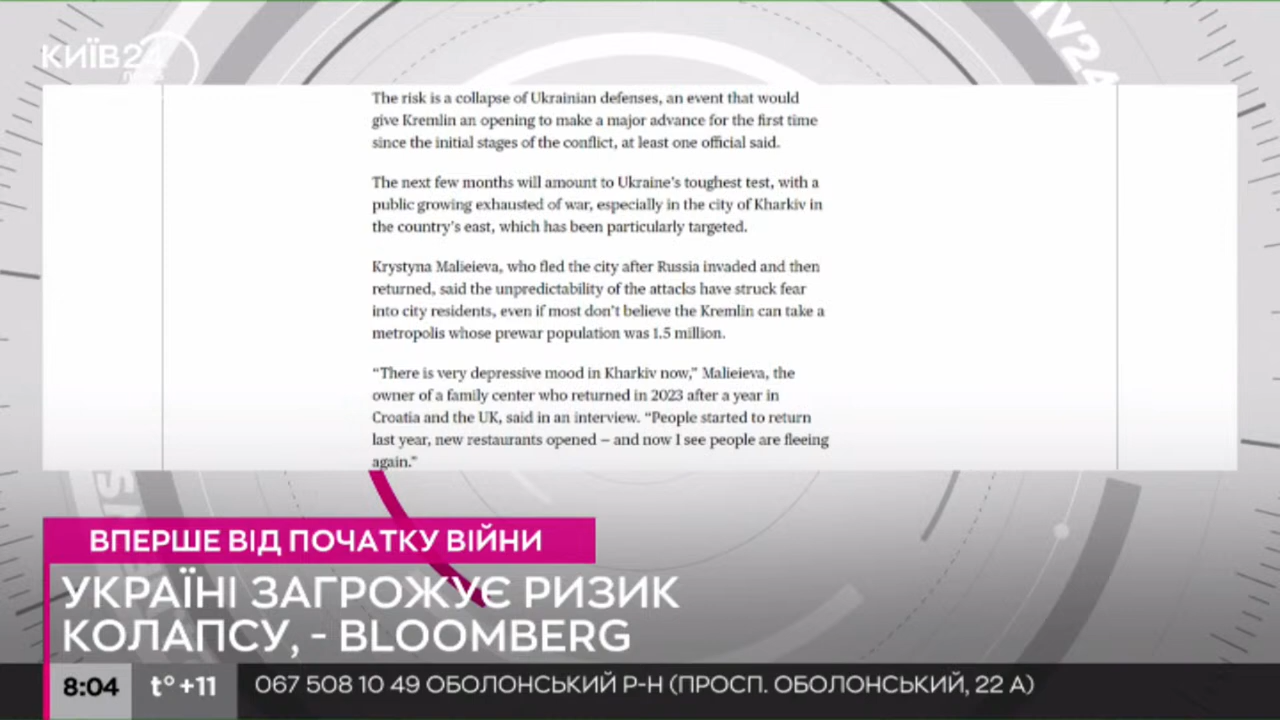 КИЇВ24
IV24
The risk is a collapse of Ukrainian defenses, an event that would
give Kremlin an opening to make a major advance for the first time
since the initial stages of the conflict, at least one official said.
The next few months will amount to Ukraine's toughest test, with a
public growing exhausted of war, especially in the city of Kharkiv in
the country's east, which has been particularly targeted.
Krystyna Malieieva, who fled the city after Russia invaded and then
returned, said the unpredictability of the attacks have struck fear
into city residents, even if most don't believe the Kremlin can take a
metropolis whose prewar population was 1.5 million.
“There is very depressive mood in Kharkiv now,” Malieieva, the
owner of a family center who returned in 2023 after a year in
Croatia and the UK, said in an interview. “People started to return
last year, new restaurants opened – and now I see people are fleeing
again.”
ВПЕРШЕ ВІД ПОЧАТКУ ВІЙНИ
УКРАЇНІ ЗАГРОЖУЄ РИЗИК
КОЛАПСУ, - BLOOMBERG
8:04 t° +11 067 508 10 49 ОБОЛОНСЬКИЙ Р-Н (ПРОСП. ОБОЛОНСЬКИЙ, 22 А)